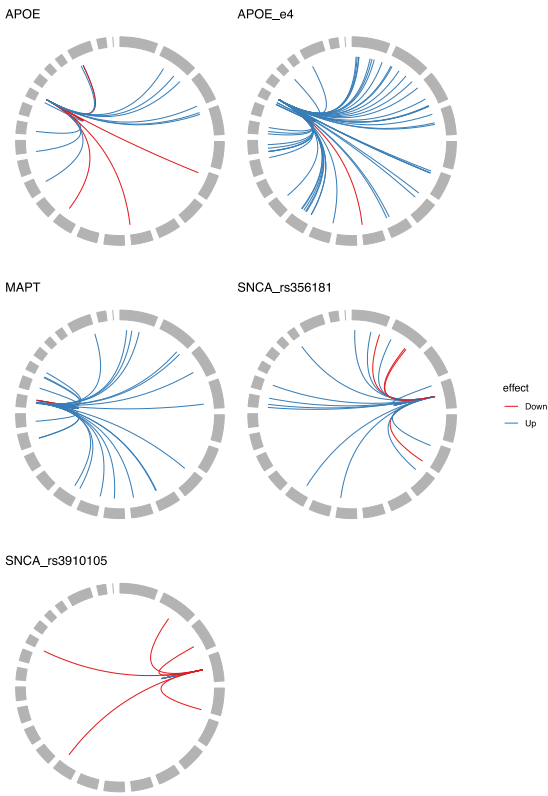 APOE
APOE_e4
MAPT
SNCA_rs356181
effect
Down
Up
SNCA_rs3910105